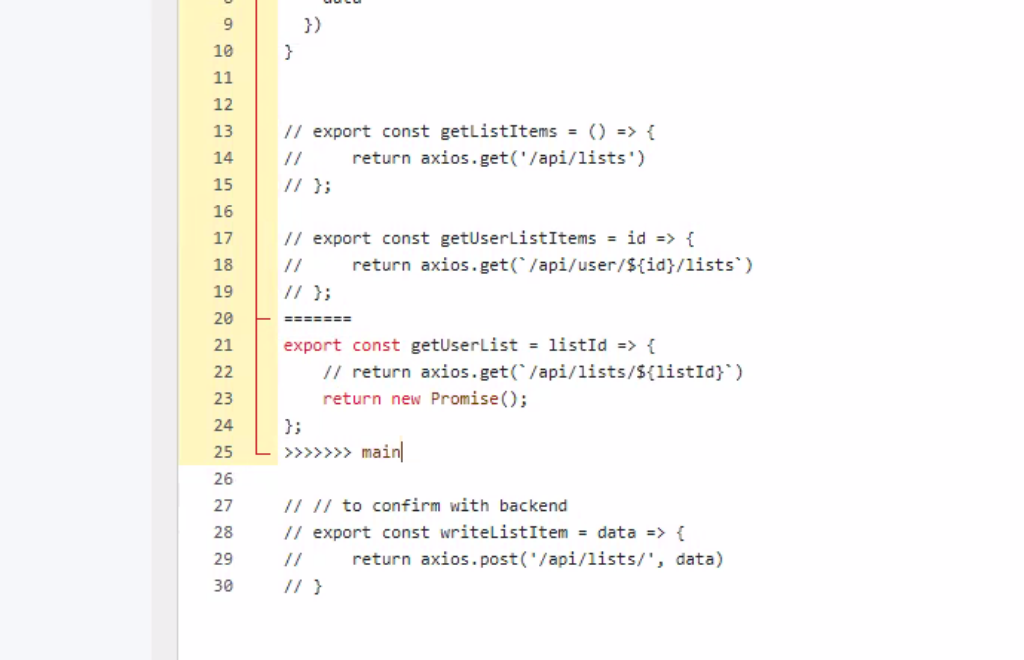 data
9 })
10 }
11
12
13 // export const getListItems = () => {
14 //     return axios.get('/api/lists')
15 // };
16
17 // export const getUserListItems = id => {
18 //     return axios.get(`/api/user/${id}/lists`)
19 // };
20 =======
21 export const getUserList = listId => {
22     // return axios.get(`/api/lists/${listId}`)
23     return new Promise();
24 };
25 >>>>>>> main
26
27 // // to confirm with backend
28 // export const writeListItem = data => {
29 //     return axios.post('/api/lists/', data)
30 // }